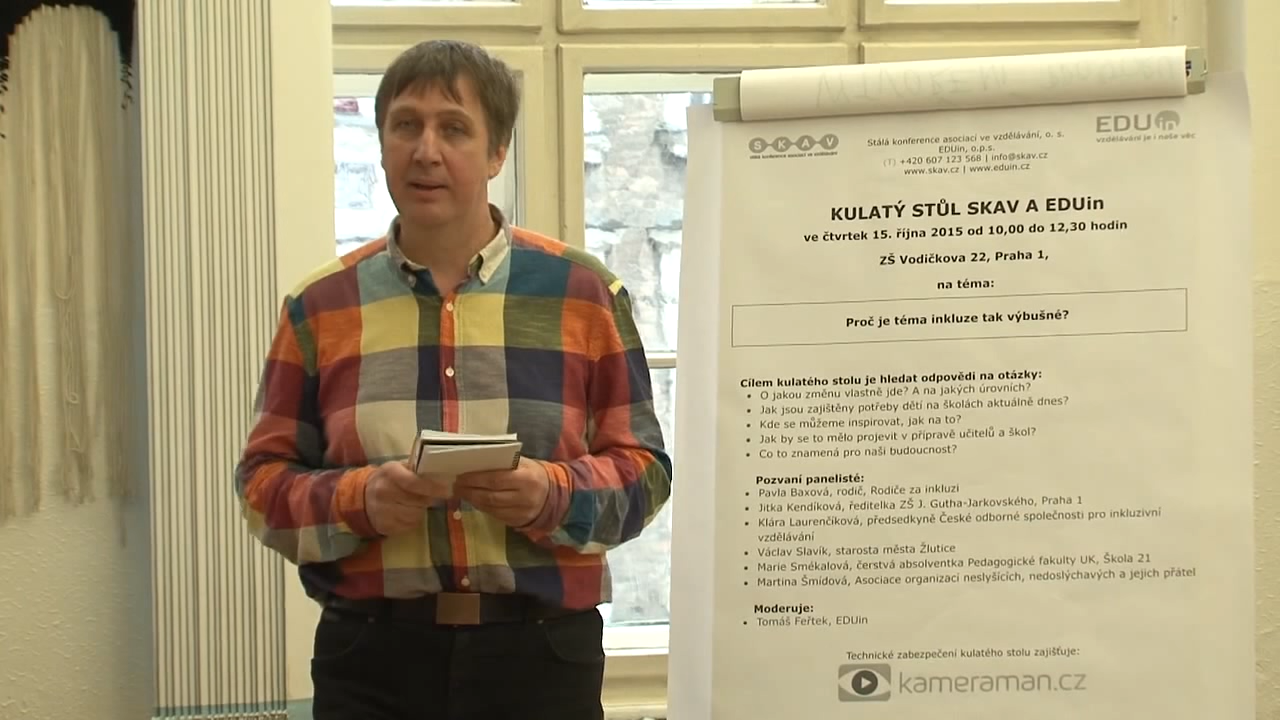 SKAV
Stálá konference asociací ve vzdělávání, o. s.
EDUin, o.p.s.
(T) +420 607 123 568 | info@skav.cz
www.skav.cz | www.eduin.cz
EDUin
vzdělávání je i naše věc
KULATÝ STŮL SKAV A EDUin
ve čtvrtek 15. října 2015 od 10,00 do 12,30 hodin
ZŠ Vodičkova 22, Praha 1,
na téma:
Proč je téma inkluze tak výbušné?
Cílem kulatého stolu je hledat odpovědi na otázky:
• O jakou změnu vlastně jde? A na jakých úrovních?
• Jak jsou zajištěny potřeby dětí na školách aktuálně dnes?
• Kde se můžeme inspirovat, jak na to?
• Jak by se to mělo projevit v přípravě učitelů a škol?
• Co to znamená pro naši budoucnost?
Pozvaní panelisté:
• Pavla Baxová, rodič, Rodiče za inkluzi
• Jitka Kendíková, ředitelka ZŠ J. Gutha-Jarkovského, Praha 1
• Klára Laurenčíková, předsedkyně České odborné společnosti pro inkluzivní
vzdělávání
• Václav Slavík, starosta města Žlutice
• Marie Smékalová, čerstvá absolventka Pedagogické fakulty UK, Škola 21
• Martina Šmídová, Asociace organizací neslyšících, nedoslýchavých a jejich přátel
Moderuje:
• Tomáš Feřtek, EDUin
Technické zabezpečení kulatého stolu zajišťuje:
kameraman.cz